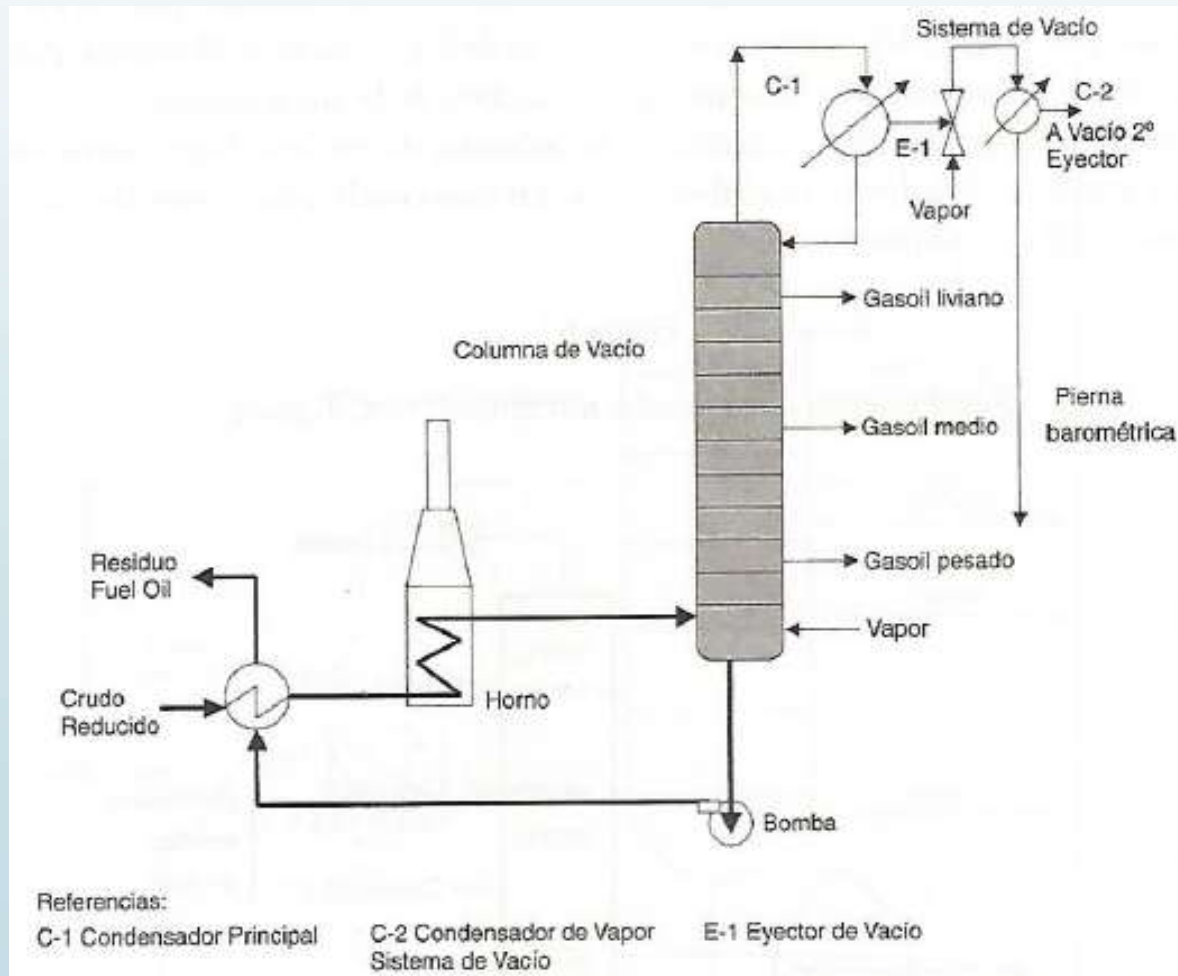 Sistema de Vacío
C-1
C-2
E-1
A Vacío 2º
Eyector
Vapor
Gasoil liviano
Columna de Vacío
Pierna
barométrica
Gasoil medio
Residuo
Fuel Oil
Gasoil pesado
Vapor
Crudo
Reducido
Horno
Bomba
Referencias:
C-1 Condensador Principal
C-2 Condensador de Vapor
Sistema de Vacío
E-1 Eyector de Vacío